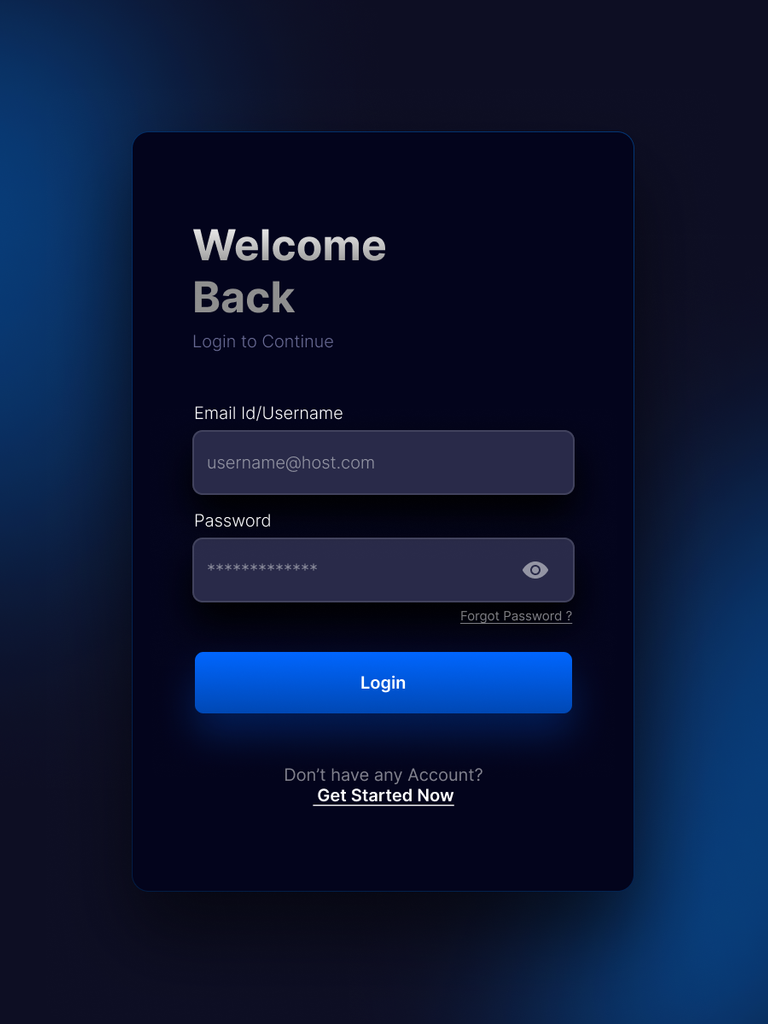 Welcome
Back
Login to Continue
Email Id/Username
username@host.com
Password
*************
Forgot Password ?
Login
Don’t have any Account?
Get Started Now